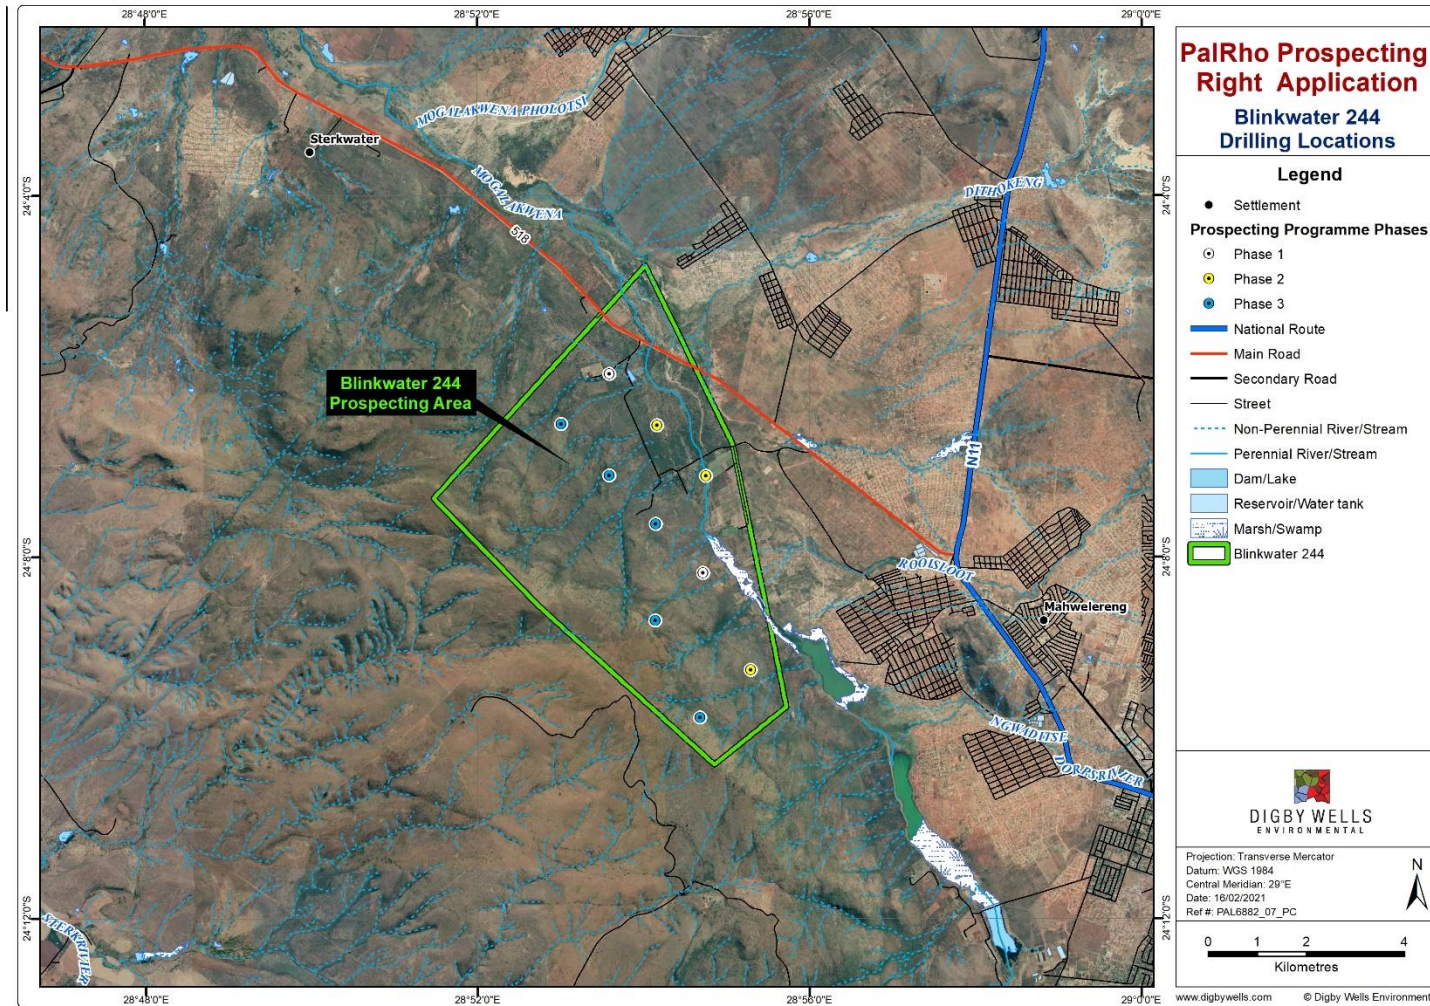 28°48'0"E
28°52'0"E
28°56'0"E
29°0'0"E
24°4'0"S
24°4'0"S
24°8'0"S
24°8'0"S
24°12'0"S
24°12'0"S
28°48'0"E
28°52'0"E
28°56'0"E
29°0'0"E
MOGALAKWENA PHOLOTSI
Sterkwater
MOGALAKWENA
518
DITHOKENG
Blinkwater 244
Prospecting Area
N11
ROOISLOOT
Mahwelereng
NGWADITSE
DORPSRIVIER
STERKRIVIER
PalRho Prospecting
Right Application
Blinkwater 244
Drilling Locations
Legend
Settlement
Prospecting Programme Phases
Phase 1
Phase 2
Phase 3
National Route
Main Road
Secondary Road
Street
Non-Perennial River/Stream
Perennial River/Stream
Dam/Lake
Reservoir/Water tank
Marsh/Swamp
Blinkwater 244
DIGBY WELLS
ENVIRONMENTAL
Projection: Transverse Mercator
Datum: WGS 1984
Central Meridian: 29°E
Date: 16/02/2021
Ref #: PAL6882_07_PC
N
0 1 2 4
Kilometres
www.digbywells.com © Digby Wells Environment